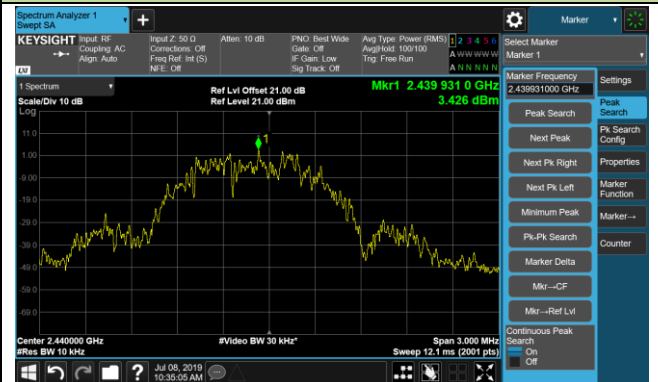 Spectrum Analyzer 1
Swept SA
Marker
KEYSIGHT Input: RF Input Z: 50 Ω Atten: 10 dB PNO: Best Wide Avg Type: Power (RMS) 1 2 3 4 5 6
Coupling: AC Corrections: Off Gate: Off Avg|Hold: 100/100 A W W W W W
Align: Auto Freq Ref: Int (S) IF Gain: Low Trig: Free Run
NFE: Off Sig Track: Off A N N N N N
LXI
Select Marker
Marker 1
1 Spectrum
Scale/Div 10 dB
Log
Ref Lvl Offset 21.00 dB
Ref Level 21.00 dBm
Mkr1 2.439 931 0 GHz
3.426 dBm
Marker Frequency
2.439931000 GHz
Settings
Peak Search
Peak
Search
Next Peak
Pk Search
Config
Next Pk Right
Properties
Next Pk Left
Marker
Function
Minimum Peak
Marker→
Pk-Pk Search
Counter
Marker Delta
Mkr→CF
Mkr→Ref Lvl
Continuous Peak
Search
On
Off
11.0
1.00
-9.00
-19.0
-29.0
-39.0
-49.0
-59.0
-69.0
1
Center 2.440000 GHz
#Res BW 10 kHz
#Video BW 30 kHz*
Span 3.000 MHz
Sweep 12.1 ms (2001 pts)
?
Jul 08, 2019
10:35:05 AM